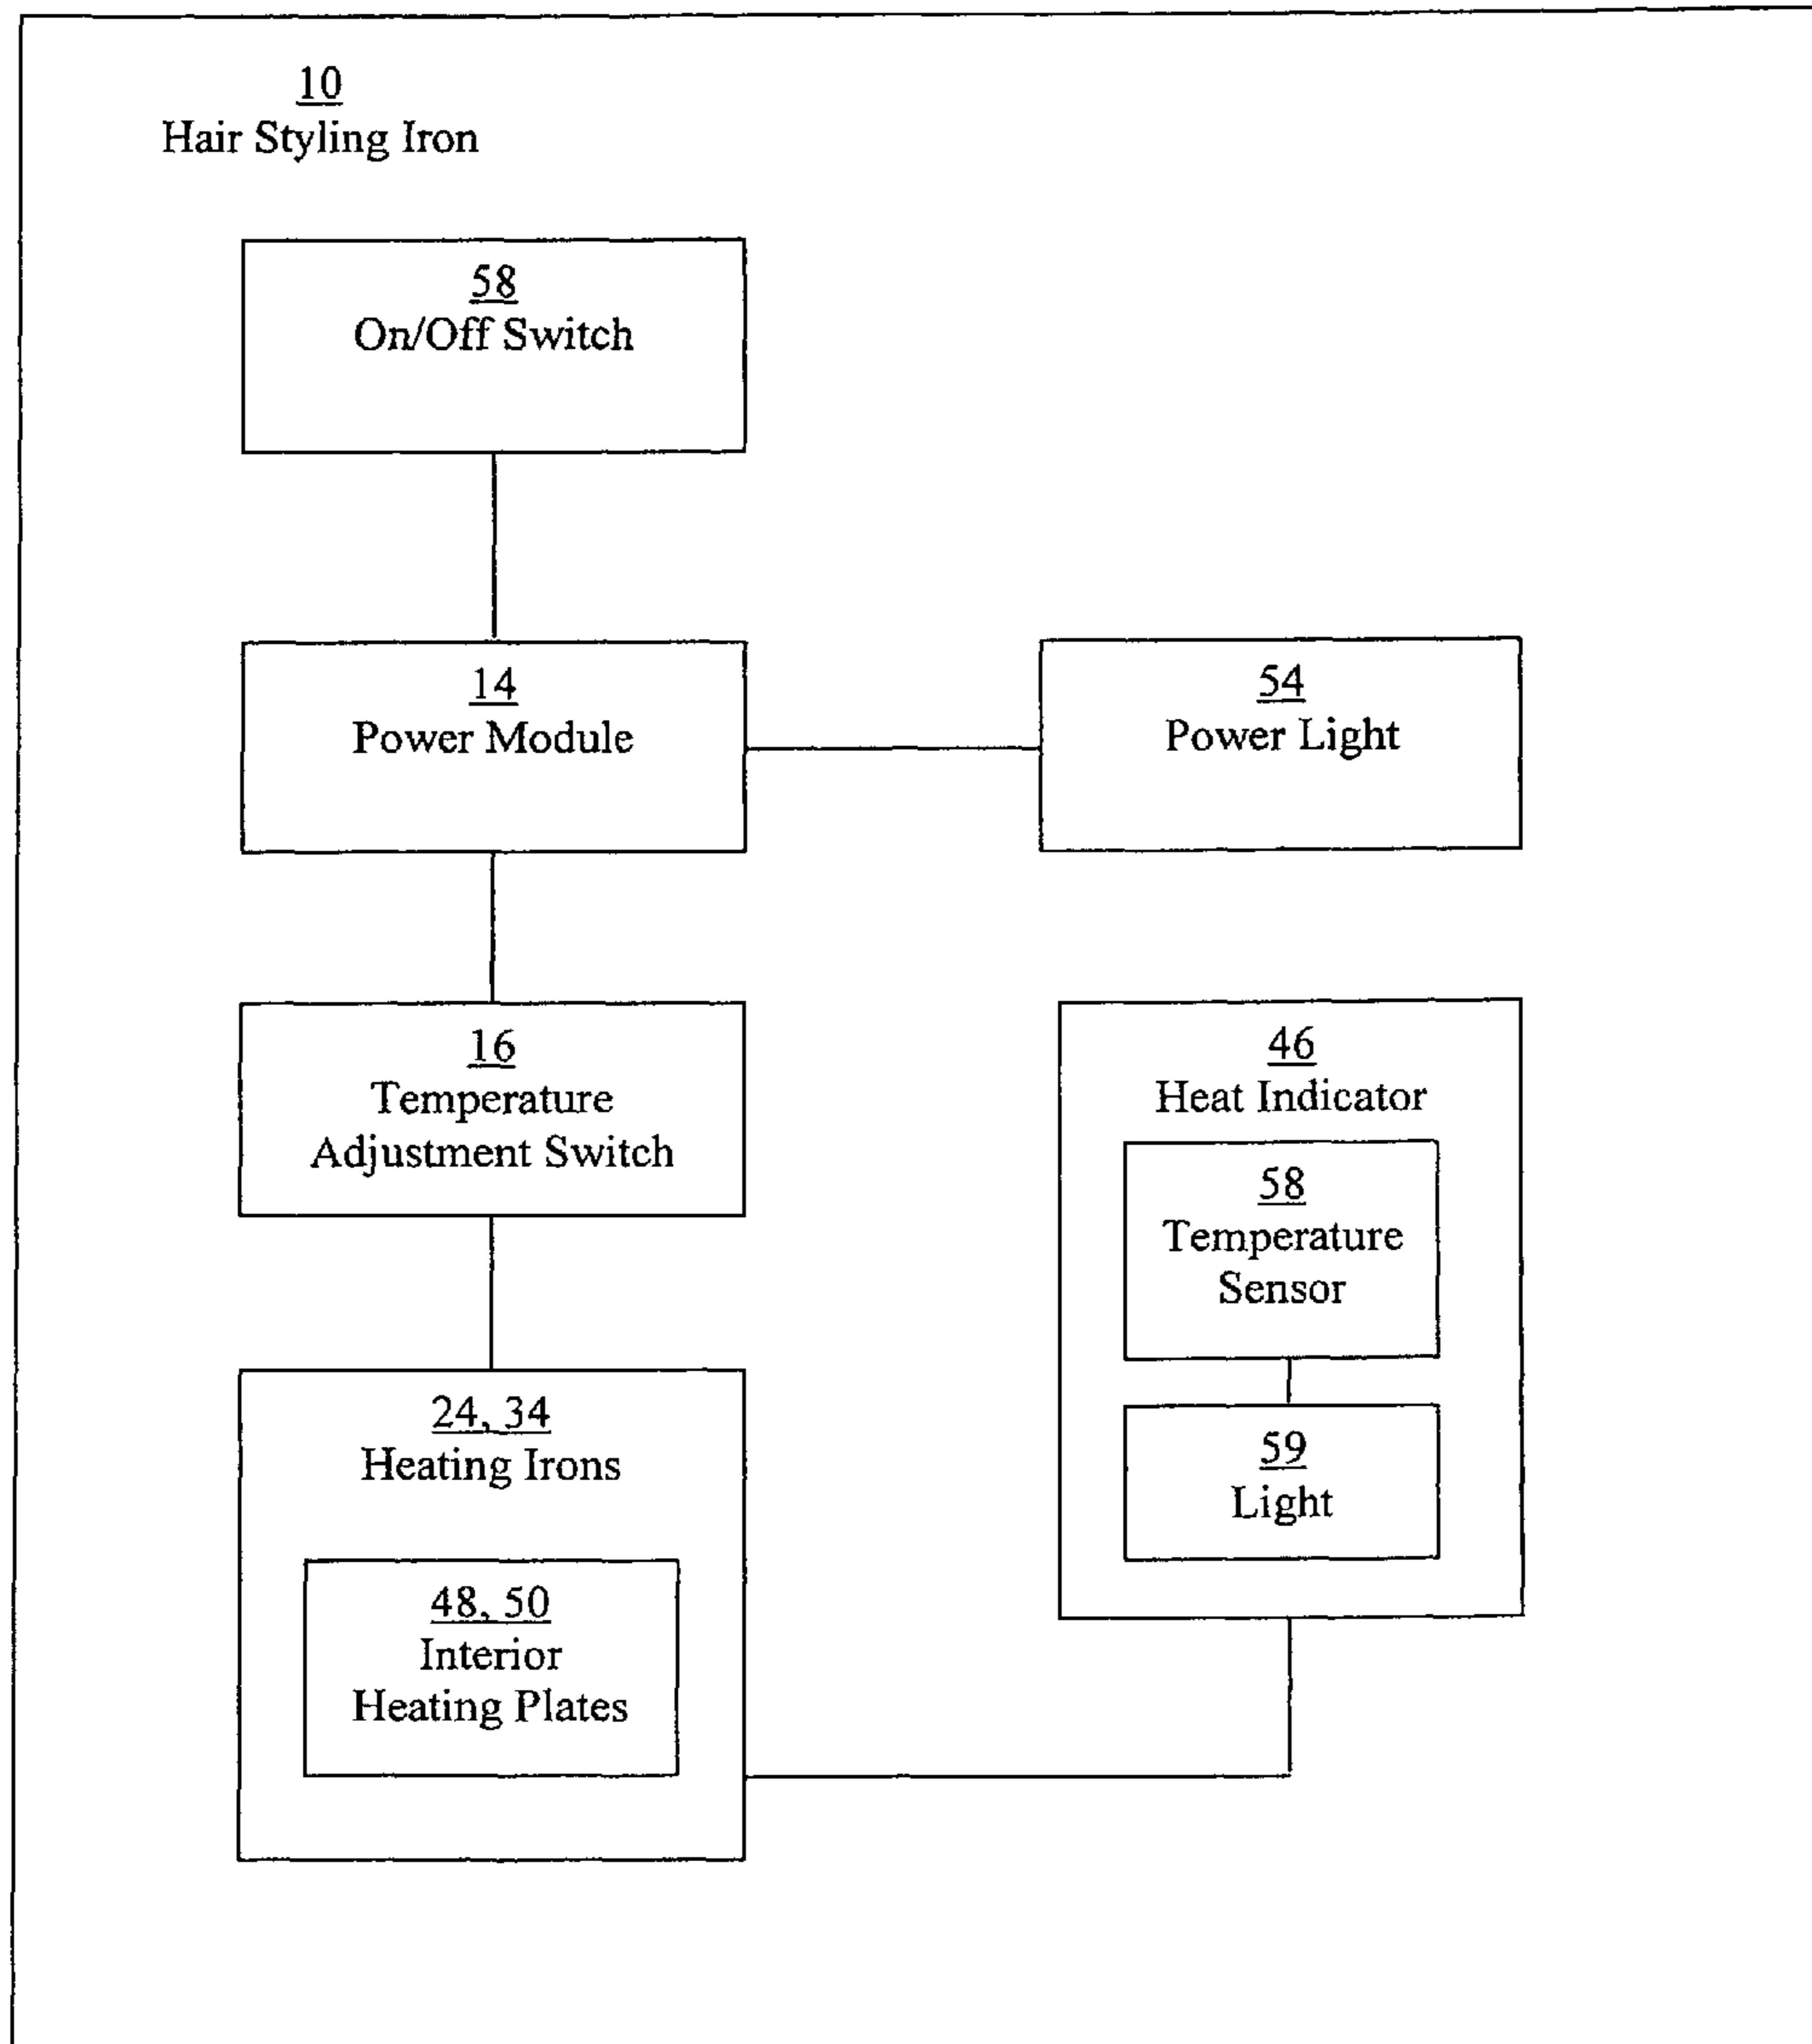 10
Hair Styling Iron
58
On/Off Switch
14
Power Module
54
Power Light
16
Temperature
Adjustment Switch
46
Heat Indicator
58
Temperature
Sensor
59
Light
24, 34
Heating Irons
48, 50
Interior
Heating Plates